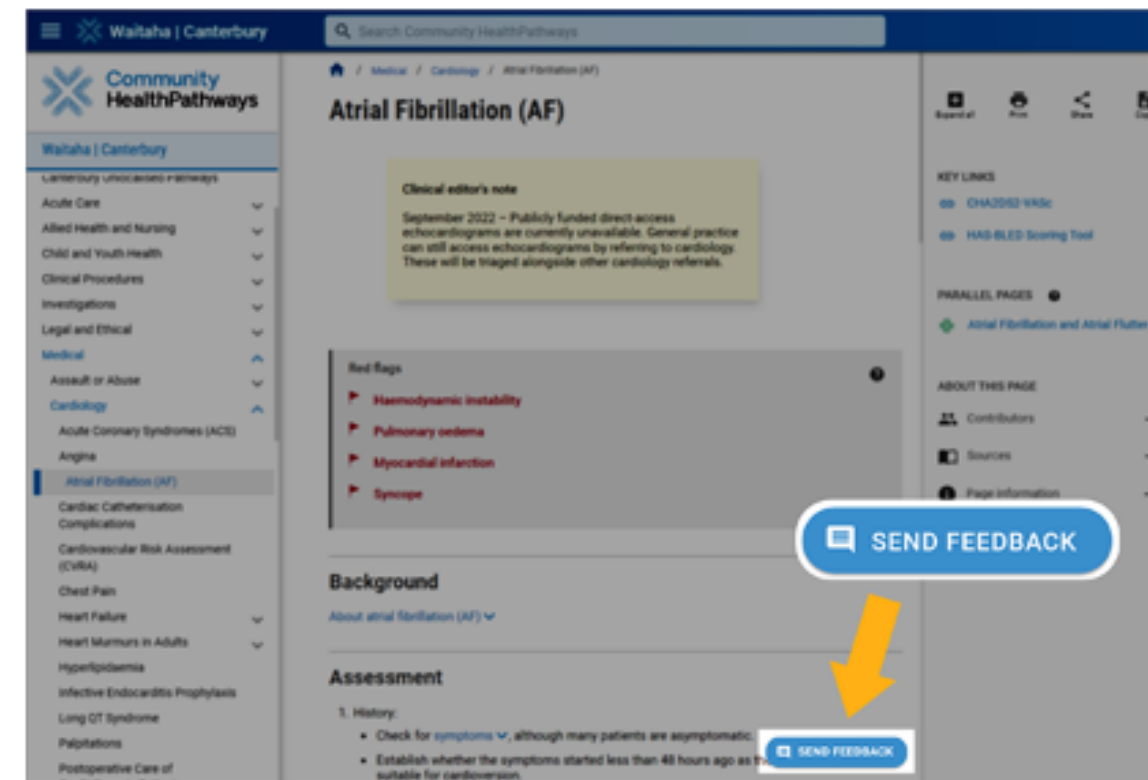 Waitaha | Canterbury
Search Community HealthPathways
Community
HealthPathways
Waitaha | Canterbury
Canterbury Unlocalised Pathways
Acute Care
Allied Health and Nursing
Child and Youth Health
Clinical Procedures
Investigations
Legal and Ethical
Medical
Assault or Abuse
Cardiology
Acute Coronary Syndromes (ACS)
Angina
Atrial Fibrillation (AF)
Cardiac Catheterisation
Complications
Cardiovascular Risk Assessment
(CVRA)
Chest Pain
Heart Failure
Heart Murmurs in Adults
Hyperlipidaemia
Infective Endocarditis Prophylaxis
Long QT Syndrome
Palpitations
Postoperative Care of
/ Medical / Cardiology / Atrial Fibrillation (AF)
Atrial Fibrillation (AF)
Clinical editor's note
September 2022 – Publicly funded direct-access
echocardiograms are currently unavailable. General practice
can still access echocardiograms by referring to cardiology.
These will be triaged alongside other cardiology referrals.
Red flags
Haemodynamic instability
Pulmonary oedema
Myocardial infarction
Syncope
Background
About atrial fibrillation (AF)
Assessment
1. History:
• Check for symptoms, although many patients are asymptomatic.
• Establish whether the symptoms started less than 48 hours ago as
suitable for cardioversion.
Expand all
Print
Share
KEY LINKS
CHA2DS2-VASc
HAS-BLED Scoring Tool
PARALLEL PAGES
Atrial Fibrillation and Atrial Flutter
ABOUT THIS PAGE
Contributors
Sources
Page information
SEND FEEDBACK
SEND FEEDBACK